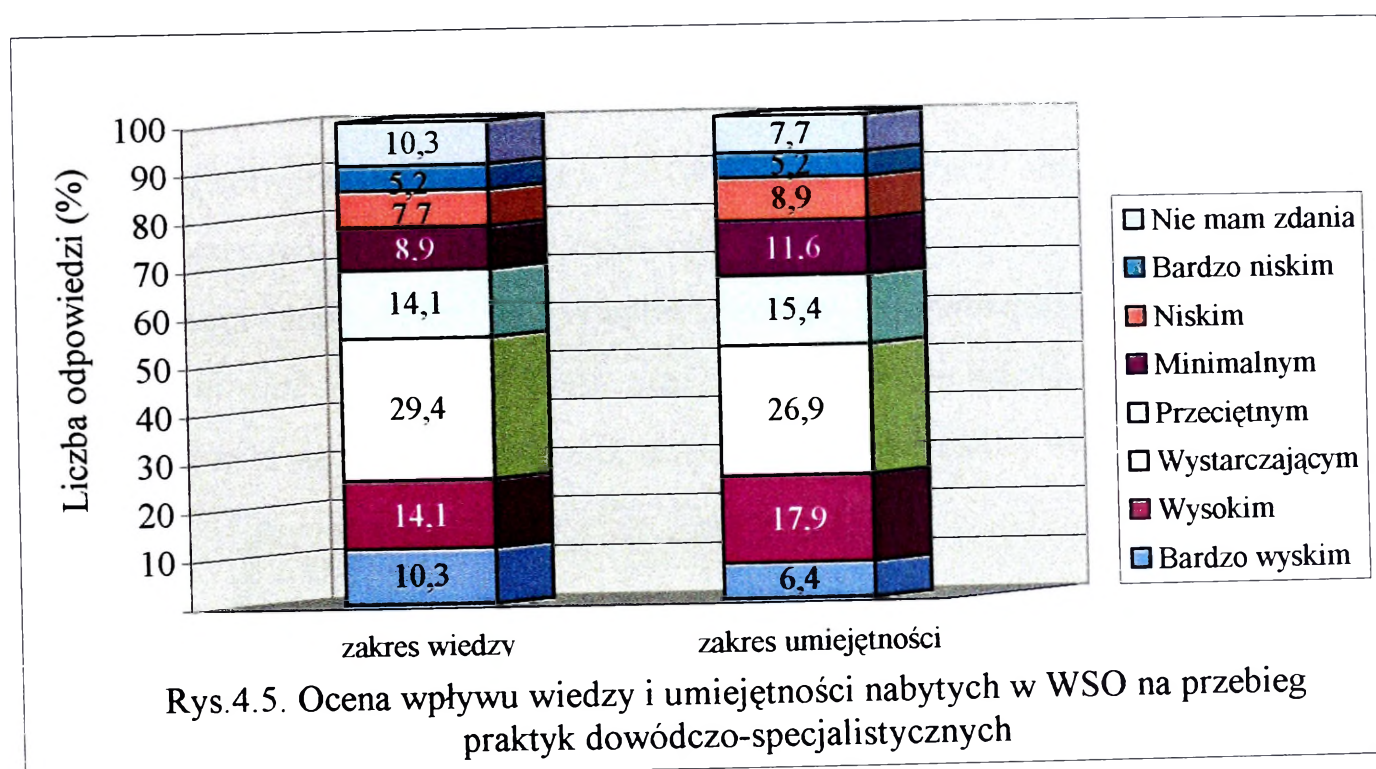 100
90
80
70
60
50
40
30
20
10
Liczba odpowiedzi (%)
10,3
5,2
7,7
8,9
14,1
29,4
14,1
10,3
7,7
5,2
8,9
11,6
15,4
26,9
17,9
6,4
zakres wiedzy
zakres umiejętności
Nie mam zdania
Bardzo niskim
Niskim
Minimalnym
Przeciętnym
Wystarczającym
Wysokim
Bardzo wyskim
Rys.4.5. Ocena wpływu wiedzy i umiejętności nabytych w WSO na przebieg
praktyk dowódczo-specjalistycznych